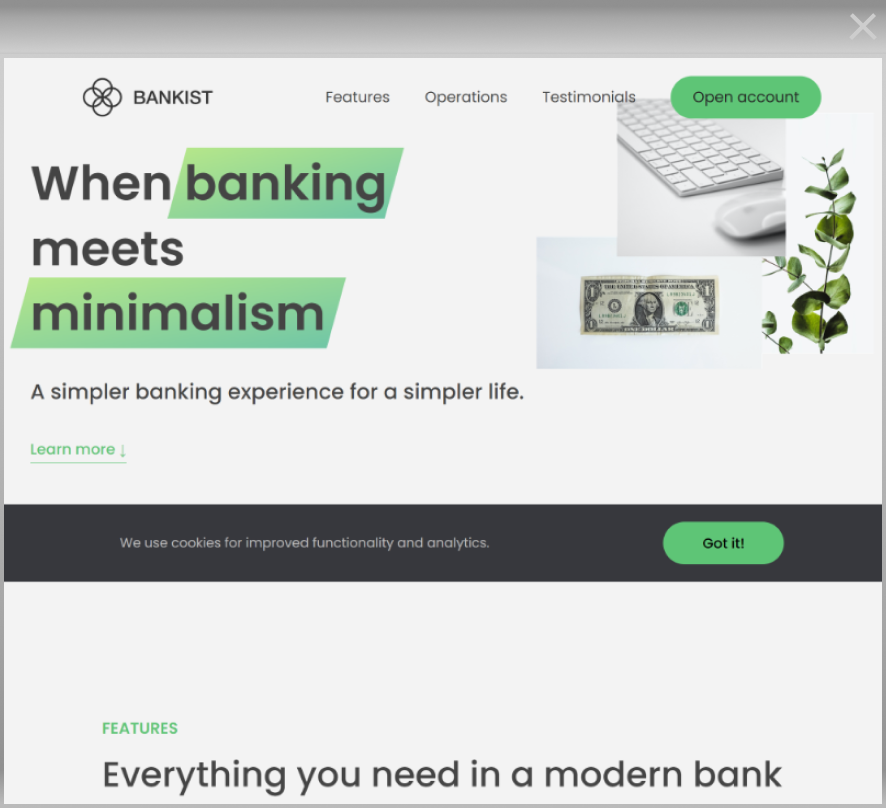 BANKIST
Features
Operations
Testimonials
Open account
When banking
meets
minimalism
A simpler banking experience for a simpler life.
Learn more ↓
We use cookies for improved functionality and analytics.
Got it!
FEATURES
Everything you need in a modern bank